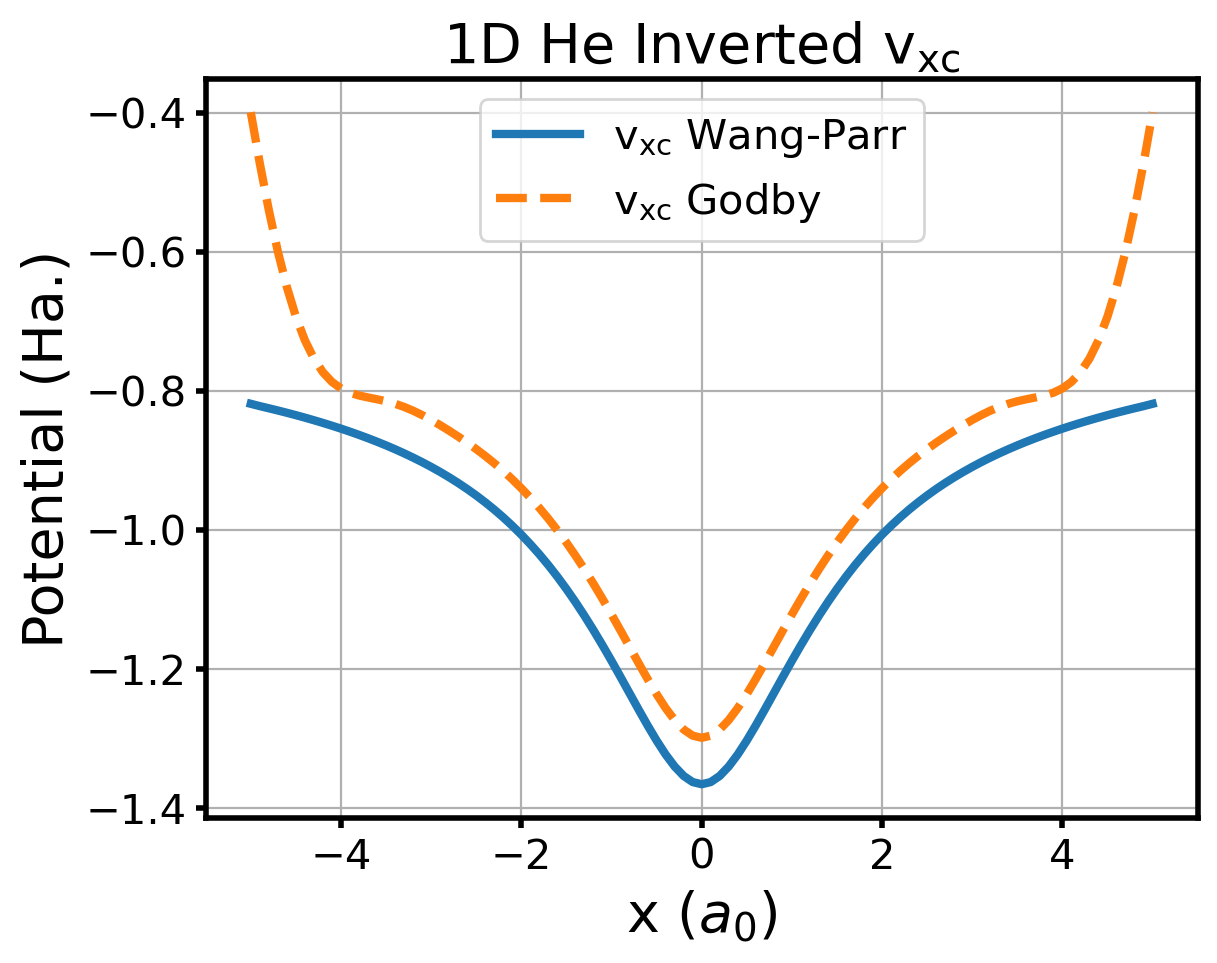 1D He Inverted vxc
vxc Wang-Parr
vxc Godby
Potential (Ha.)
−0.4
−0.6
−0.8
−1.0
−1.2
−1.4
−4 −2 0 2 4
x (a0)